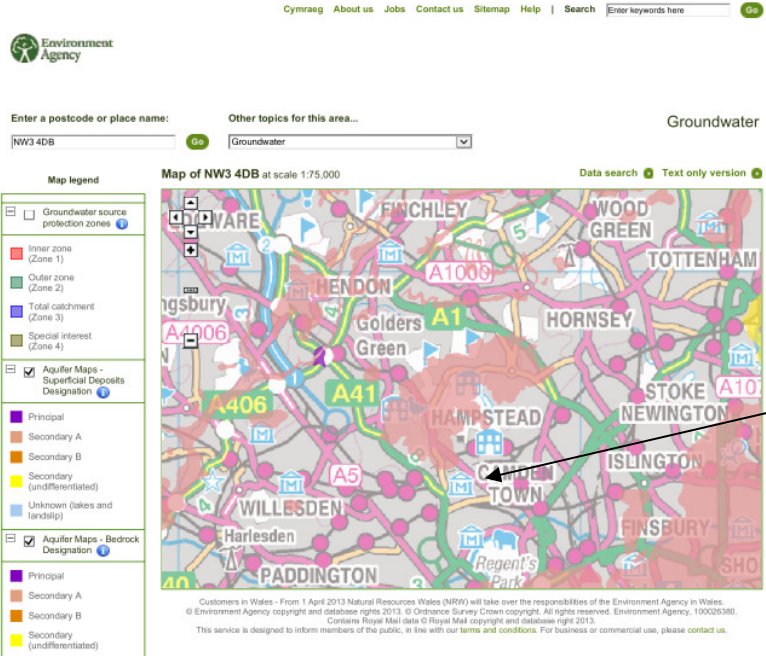 Cymraeg About us Jobs Contact us Sitemap Help | Search Enter keywords here Go
Environment
Agency
Enter a postcode or place name:
Other topics for this area...
NW3 4DB Go
Groundwater
Groundwater
Map legend
Map of NW3 4DB at scale 1:75,000
Data search Text only version
Groundwater source
protection zones
Inner zone
(Zone 1)
Outer zone
(Zone 2)
Total catchment
(Zone 3)
Special interest
(Zone 4)
Aquifer Maps -
Superficial Deposits
Designation
Principal
Secondary A
Secondary B
Secondary
(undifferentiated)
Unknown (lakes and
landslip)
Aquifer Maps - Bedrock
Designation
Principal
Secondary A
Secondary B
Secondary
(undifferentiated)
FINCHLEY
WOOD
GREEN
TOTTENHAM
2
5
A1000
HENDON
4
ngsbury
A4006
Golders
Green
A1
HORNSEY
1
A406
A41
HAMPSTEAD
STOKE
NEWINGTON
A107
A5
CAMDEN
TOWN
ISLINGTON
WILLESDEN
4
Harlesden
FINSBURY
PADDINGTON
Regent's
Park
SHO
40
3
Customers in Wales - From 1 April 2013 Natural Resources Wales (NRW) will take over the responsibilities of the Environment Agency in Wales.
© Environment Agency copyright and database rights 2013. © Ordnance Survey Crown copyright. All rights reserved. Environment Agency, 100026380.
Contains Royal Mail data © Royal Mail copyright and database right 2013.
This service is designed to inform members of the public, in line with our terms and conditions. For business or commercial use, please contact us.